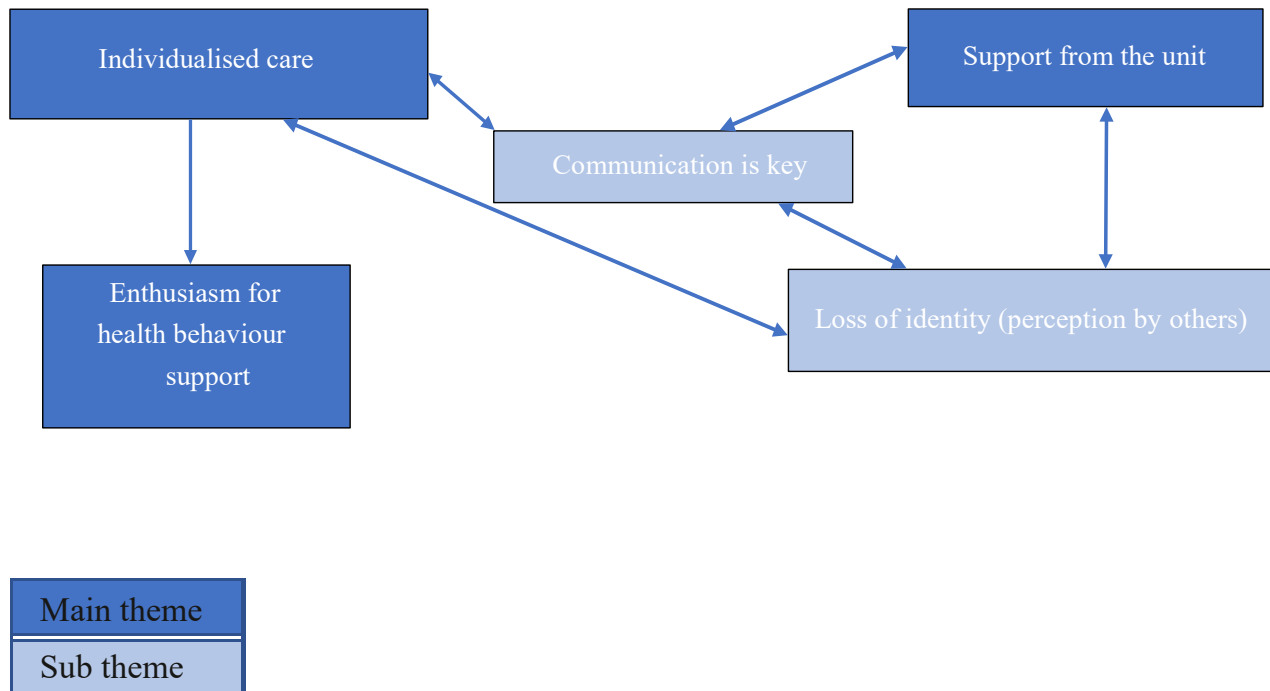 Individualised care
Support from the unit
Communication is key
Enthusiasm for
health behaviour
support
Loss of identity (perception by others)
Main theme
Sub theme